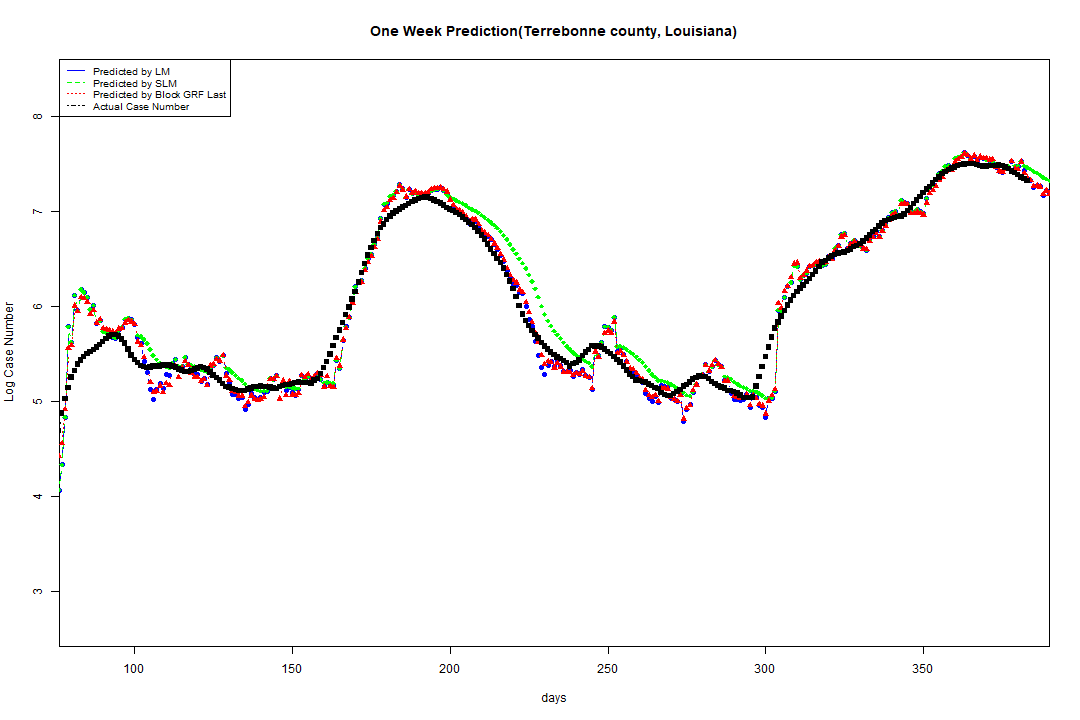 One Week Prediction(Terrebonne county, Louisiana)
Predicted by LM
Predicted by SLM
Predicted by Block GRF Last
Actual Case Number
Log Case Number
8
7
6
5
4
3
100 150 200 250 300 350
days